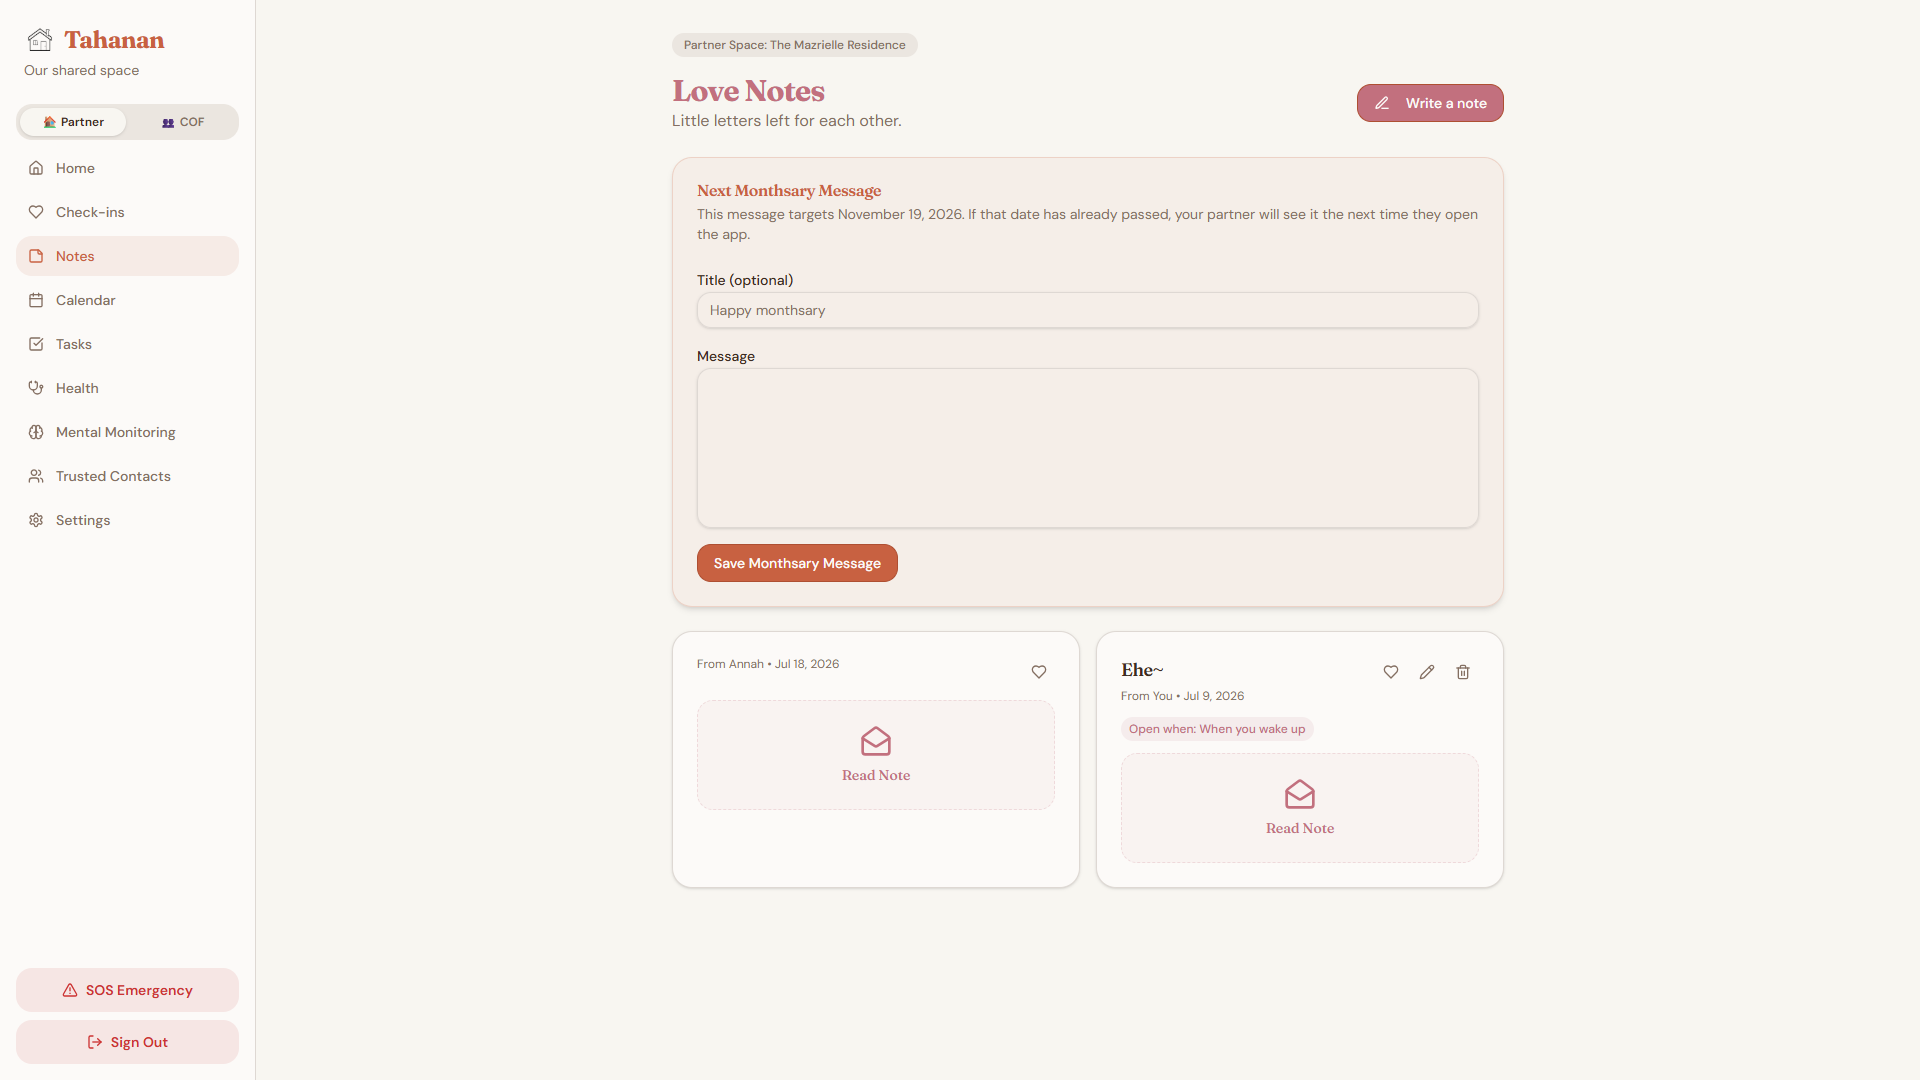 Tahanan
Our shared space
Partner
COF
Home
Check-ins
Notes
Calendar
Tasks
Health
Mental Monitoring
Trusted Contacts
Settings
SOS Emergency
Sign Out
Partner Space: The Mazrielle Residence
Love Notes
Little letters left for each other.
Write a note
Next Monthsary Message
This message targets November 19, 2026. If that date has already passed, your partner will see it the next time they open
the app.
Title (optional)
Happy monthsary
Message
Save Monthsary Message
From Annah • Jul 18, 2026
Read Note
Ehe~
From You • Jul 9, 2026
Open when: When you wake up
Read Note